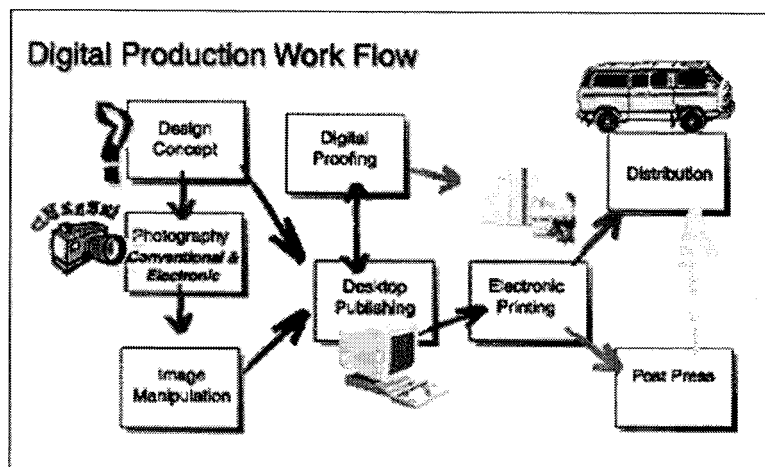 Digital Production Work Flow
Design
Concept
Digital
Proofing
Distribution
Photography
Conventional &
Electronic
Desktop
Publishing
Electronic
Printing
Image
Manipulation
Post Press